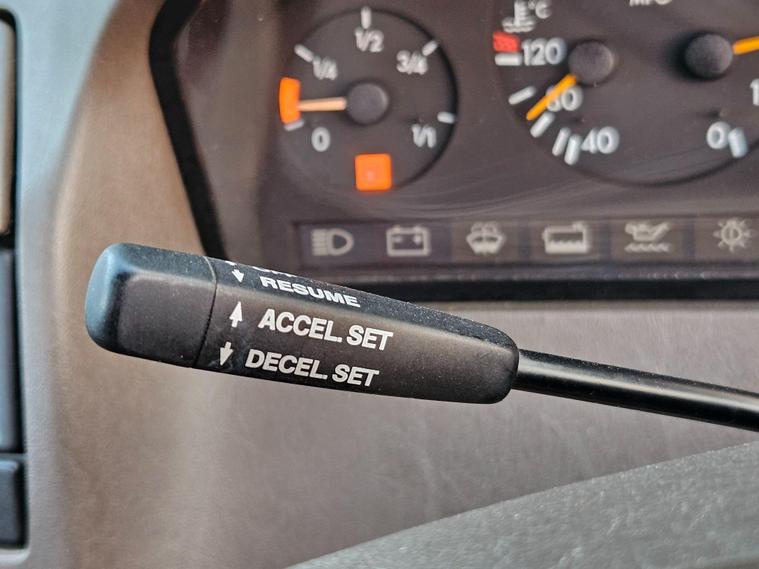 1/2
1/4
3/4
0
1/1
°C
120
80
40
0
RESUME
↑ ACCEL. SET
↓ DECEL. SET